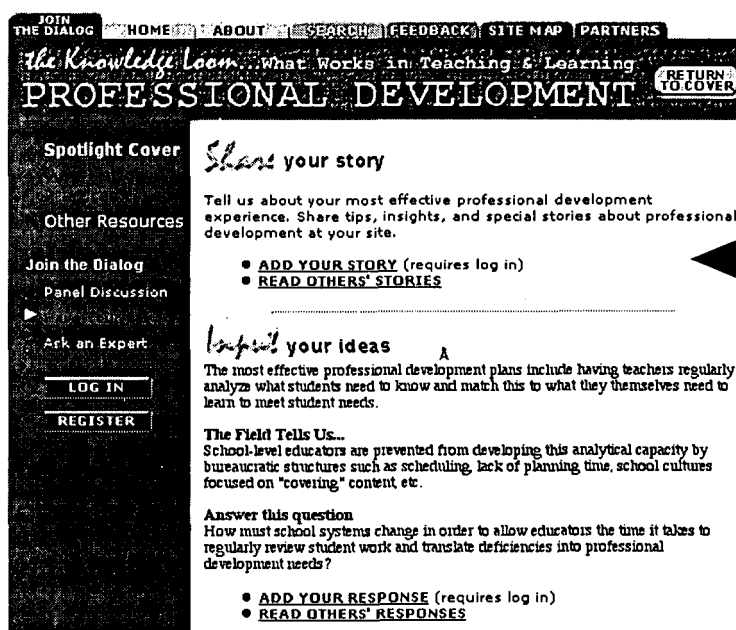 JOIN
THE DIALOG HOME ABOUT SEARCH FEEDBACK SITE MAP PARTNERS
the Knowledge Loom...What Works in Teaching & Learning
PROFESSIONAL DEVELOPMENT
RETURN
TO COVER
Spotlight Cover
Other Resources
Join the Dialog
Panel Discussion
Ask an Expert
LOG IN
REGISTER
Share your story
Tell us about your most effective professional development
experience. Share tips, insights, and special stories about professional
development at your site.
● ADD YOUR STORY (requires log in)
● READ OTHERS' STORIES
your ideas
The most effective professional development plans include having teachers regularly
analyze what students need to know and match this to what they themselves need to
learn to meet student needs.
The Field Tells Us...
School-level educators are prevented from developing this analytical capacity by
bureaucratic structures such as scheduling, lack of planning time, school cultures
focused on "covering" content, etc.
Answer this question
How must school systems change in order to allow educators the time it takes to
regularly review student work and translate deficiencies into professional
development needs?
● ADD YOUR RESPONSE (requires log in)
● READ OTHERS' RESPONSES